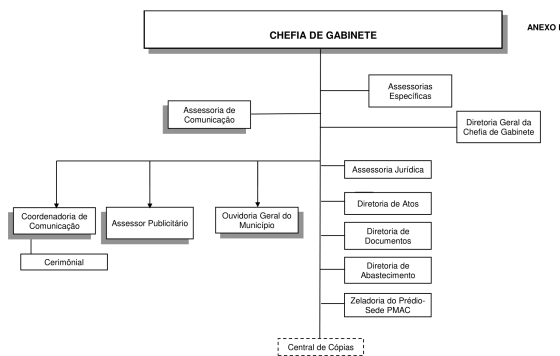 CHEFIA DE GABINETE
ANEXO I
Assessorias
Específicas
Assessoria de
Comunicação
Diretoria Geral da
Chefia de Gabinete
Assessoria Jurídica
Diretoria de Atos
Coordenadoria de
Comunicação
Assessor Publicitário
Ouvidoria Geral do
Município
Diretoria de
Documentos
Cerimônial
Diretoria de
Abastecimento
Zeladoria do Prédio-
Sede PMAC
Central de Cópias